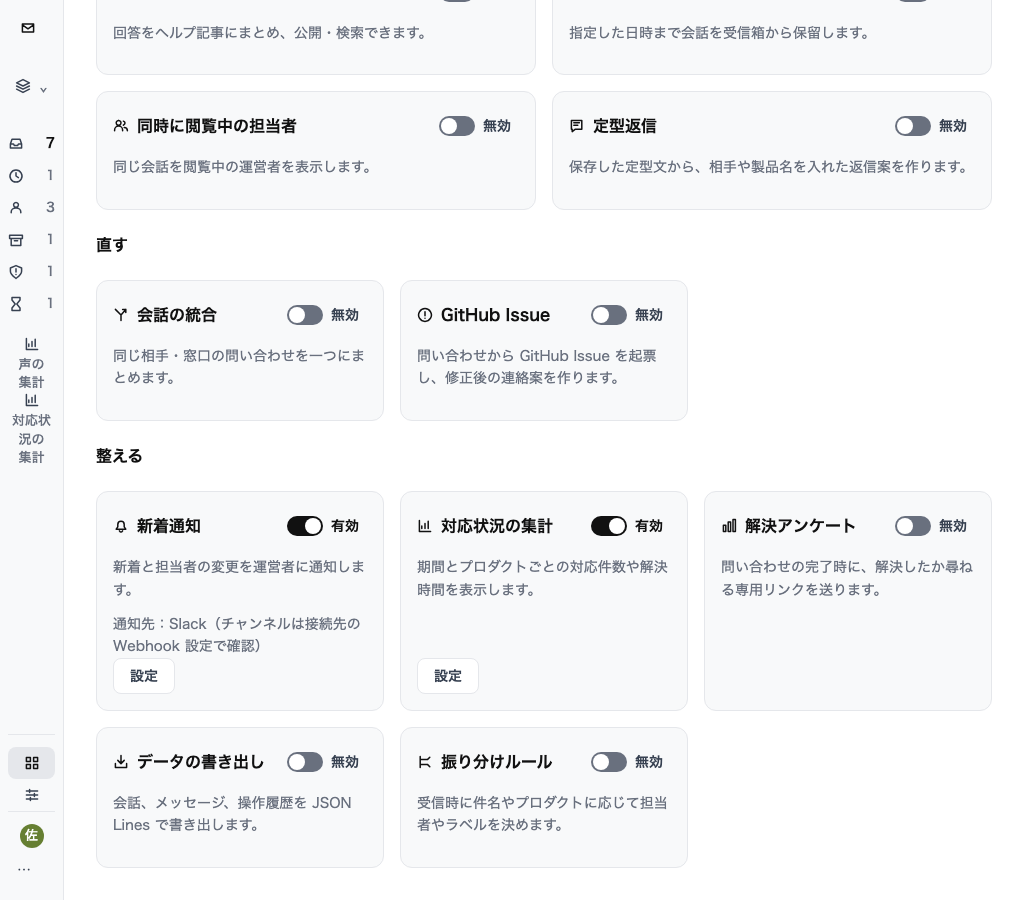 7
1
3
1
1
1
声の
集計
対応状
況の
集計
佐
…
回答をヘルプ記事にまとめ、公開・検索できます。
指定した日時まで会話を受信箱から保留します。
同時に閲覧中の担当者
無効
同じ会話を閲覧中の運営者を表示します。
定型返信
無効
保存した定型文から、相手や製品名を入れた返信案を作ります。
直す
会話の統合
無効
同じ相手・窓口の問い合わせを一つにま
とめます。
GitHub Issue
無効
問い合わせから GitHub Issue を起票
し、修正後の連絡案を作ります。
整える
新着通知
有効
新着と担当者の変更を運営者に通知しま
す。
通知先：Slack（チャンネルは接続先の
Webhook 設定で確認）
設定
対応状況の集計
有効
期間とプロダクトごとの対応件数や解決
時間を表示します。
設定
解決アンケート
無効
問い合わせの完了時に、解決したか尋ね
る専用リンクを送ります。
データの書き出し
無効
会話、メッセージ、操作履歴を JSON
Lines で書き出します。
振り分けルール
無効
受信時に件名やプロダクトに応じて担当
者やラベルを決めます。